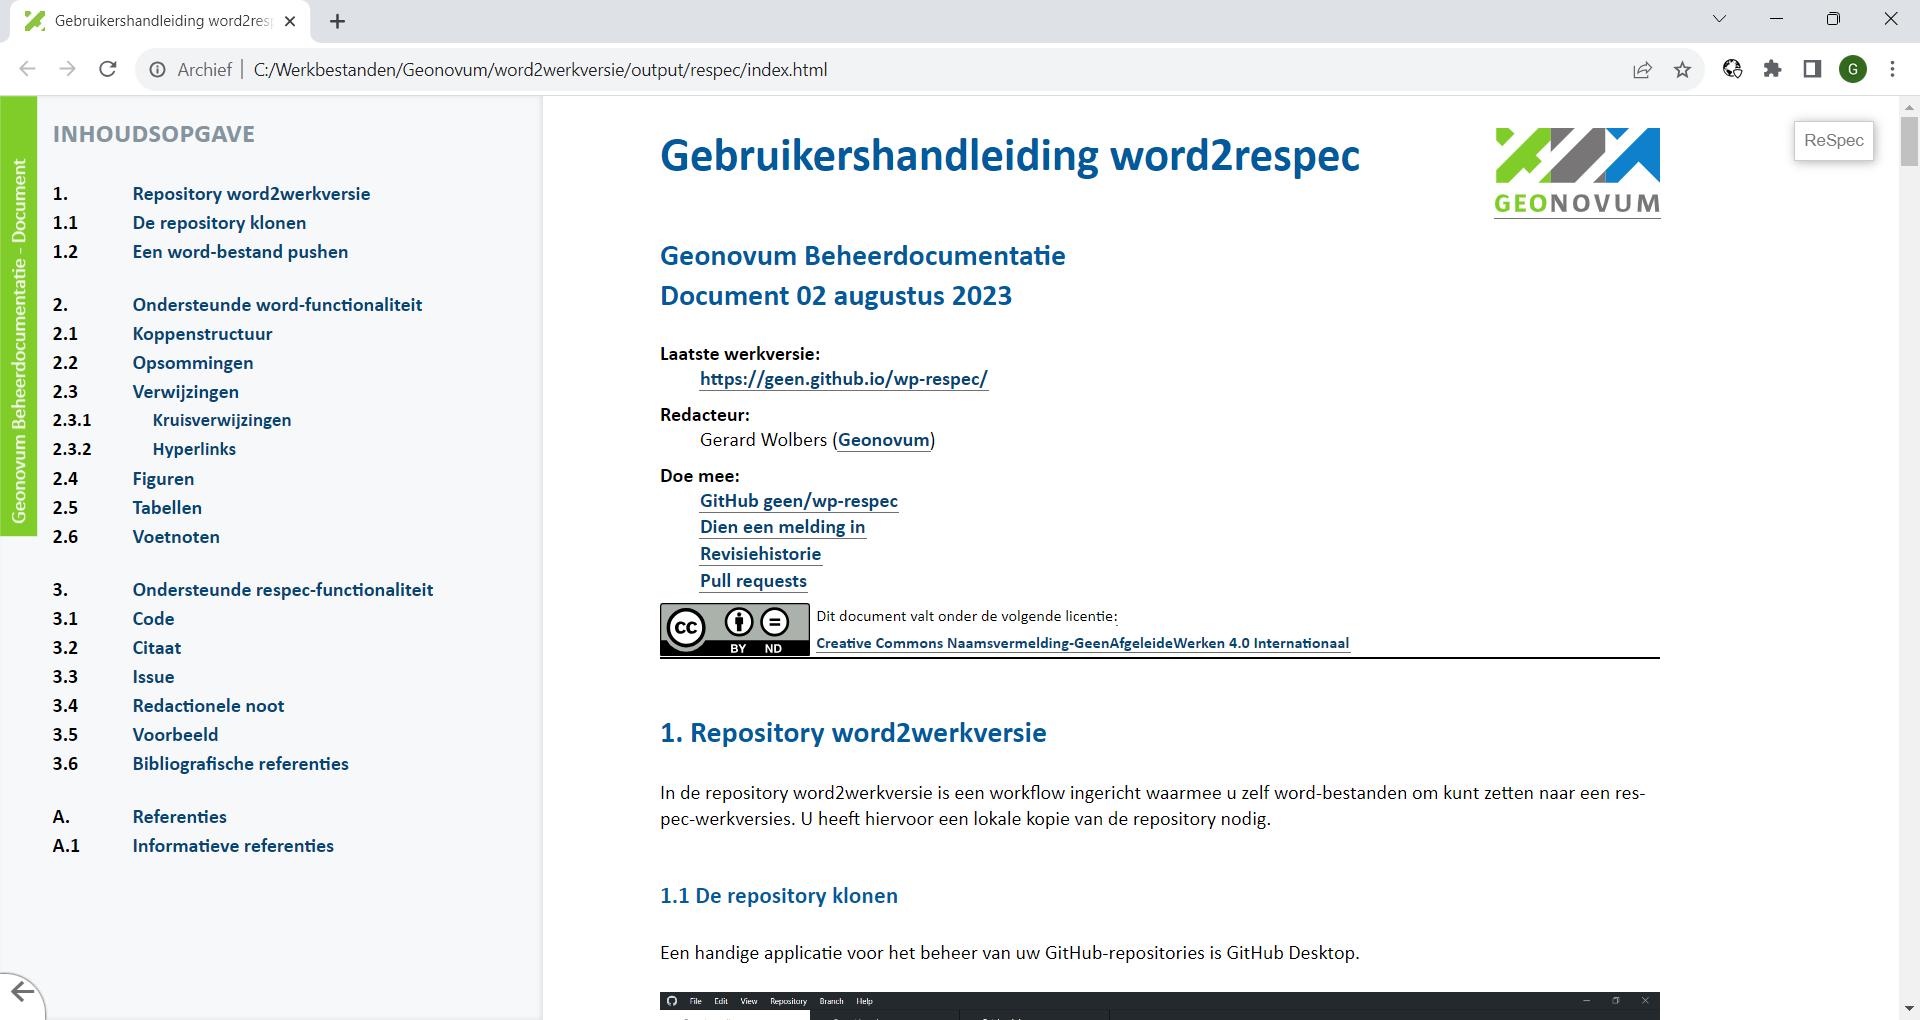 Gebruikershandleiding word2resp
Archief
C:/Werkbestanden/Geonovum/word2werkversie/output/respec/index.html
G
Geonovum Beheerdocumentatie - Document
INHOUDSOPGAVE
1. Repository word2werkversie
1.1 De repository klonen
1.2 Een word-bestand pushen
2. Ondersteunde word-functionaliteit
2.1 Koppenstructuur
2.2 Opsommingen
2.3 Verwijzingen
2.3.1 Kruisverwijzingen
2.3.2 Hyperlinks
2.4 Figuren
2.5 Tabellen
2.6 Voetnoten
3. Ondersteunde respec-functionaliteit
3.1 Code
3.2 Citaat
3.3 Issue
3.4 Redactionele noot
3.5 Voorbeeld
3.6 Bibliografische referenties
A. Referenties
A.1 Informatieve referenties
Gebruikershandleiding word2respec
GEONOVUM
ReSpec
Geonovum Beheerdocumentatie
Document 02 augustus 2023
Laatste werkversie:
https://geen.github.io/wp-respec/
Redacteur:
Gerard Wolbers (Geonovum)
Doe mee:
GitHub geen/wp-respec
Dien een melding in
Revisiehistorie
Pull requests
cc
BY ND
Dit document valt onder de volgende licentie:
Creative Commons Naamsvermelding-GeenAfgeleideWerken 4.0 Internationaal
1. Repository word2werkversie
In de repository word2werkversie is een workflow ingericht waarmee u zelf word-bestanden om kunt zetten naar een res-
pec-werkversies. U heeft hiervoor een lokale kopie van de repository nodig.
1.1 De repository klonen
Een handige applicatie voor het beheer van uw GitHub-repositories is GitHub Desktop.
File Edit View Repository Branch Help